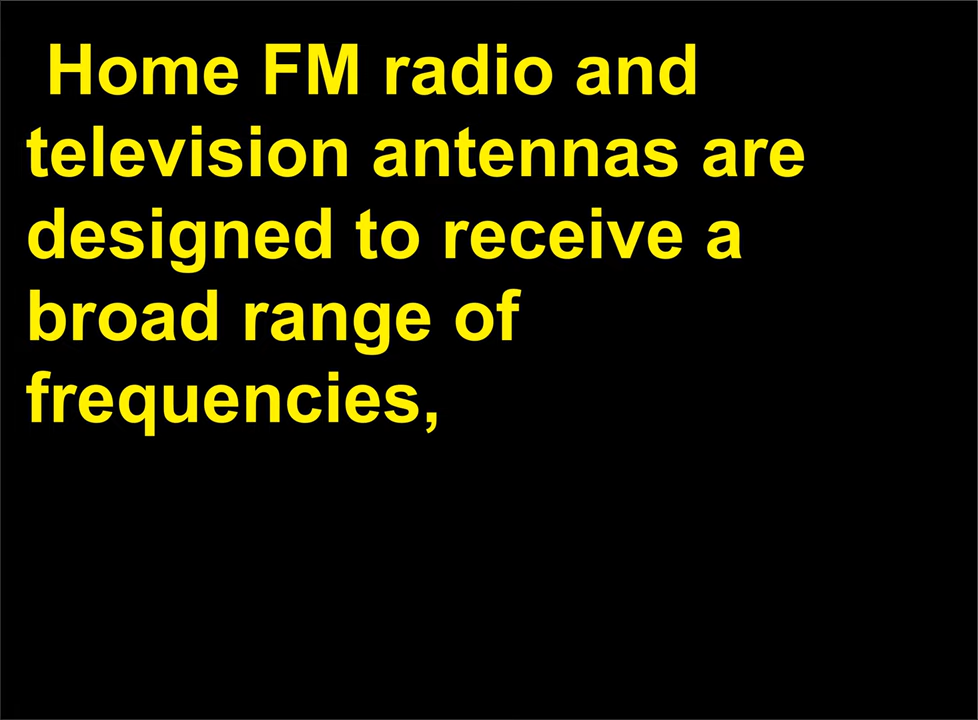 Home FM radio and
television antennas are
designed to receive a
broad range of
frequencies,